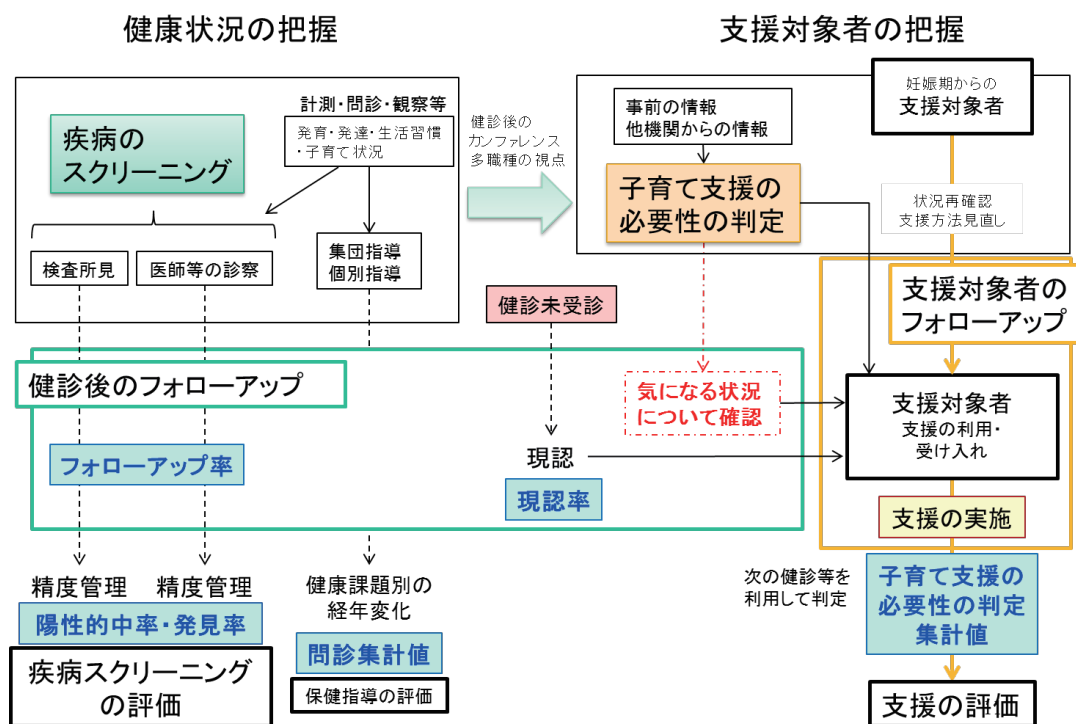 健康状況の把握
支援対象者の把握
計測・問診・観察等
発育・発達・生活習慣
・子育て状況
疾病の
スクリーニング
検査所見
医師等の診察
集団指導
個別指導
健診後の
カンファレンス
多職種の視点
事前の情報
他機関からの情報
子育て支援の
必要性の判定
妊娠期からの
支援対象者
状況再確認
支援方法見直し
支援対象者の
フォローアップ
健診未受診
健診後のフォローアップ
気になる状況
について確認
支援対象者
支援の利用・
受け入れ
フォローアップ率
現認
現認率
支援の実施
精度管理
精度管理
陽性的中率・発見率
疾病スクリーニング
の評価
健康課題別の
経年変化
問診集計値
保健指導の評価
次の健診等を
利用して判定
子育て支援の
必要性の判定
集計値
支援の評価